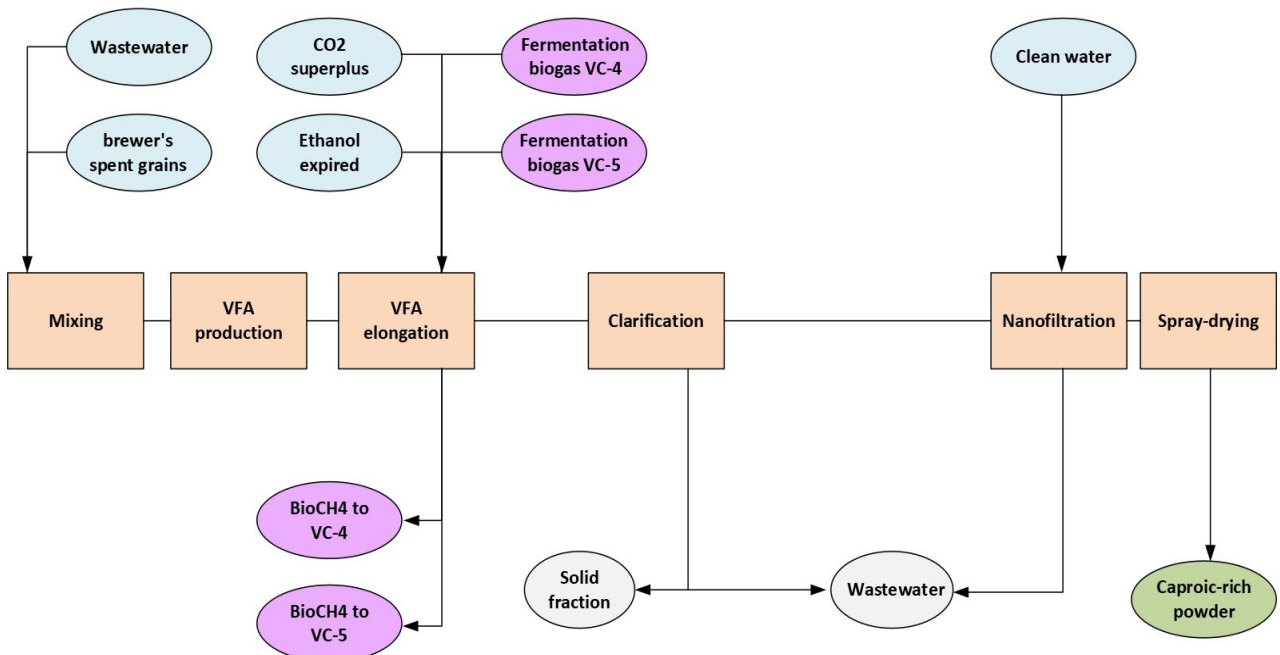 Wastewater
CO2
superplus
Fermentation
biogas VC-4
Clean water
brewer's
spent grains
Ethanol
expired
Fermentation
biogas VC-5
Mixing
VFA
production
VFA
elongation
Clarification
Nanofiltration
Spray-drying
BioCH4 to
VC-4
BioCH4 to
VC-5
Solid
fraction
Wastewater
Caproic-rich
powder